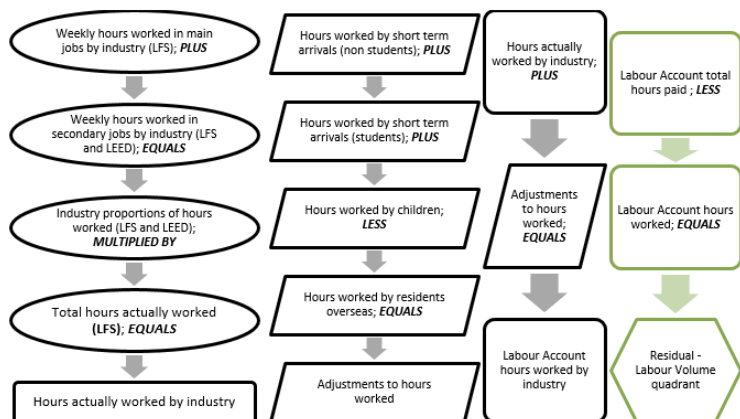 Weekly hours worked in main
jobs by industry (LFS); PLUS
Weekly hours worked in
secondary jobs by industry (LFS
and LEED); EQUALS
Industry proportions of hours
worked (LFS and LEED);
MULTIPLIED BY
Total hours actually worked
(LFS); EQUALS
Hours actually worked by industry
Hours worked by short term
arrivals (non students); PLUS
Hours worked by short term
arrivals (students); PLUS
Hours worked by children;
LESS
Hours worked by residents
overseas; EQUALS
Adjustments to hours
worked
Hours actually
worked by industry;
PLUS
Adjustments
to hours
worked;
EQUALS
Labour Account
hours worked by
industry
Labour Account total
hours paid ; LESS
Labour Account hours
worked; EQUALS
Residual -
Labour Volume
quadrant